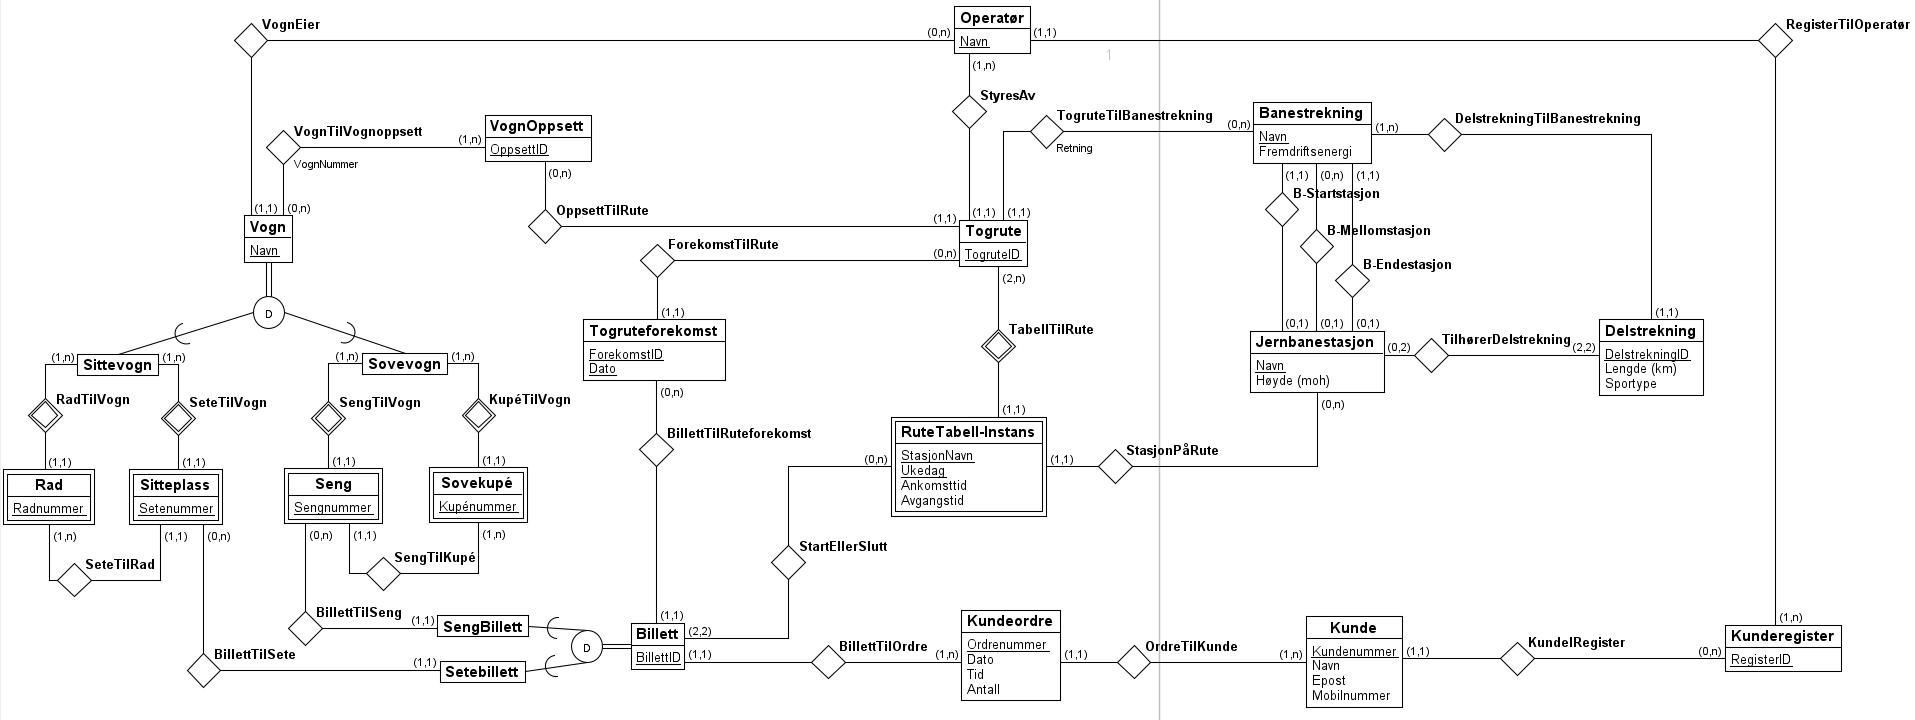 VognEier
(0,n)
Operatør
Navn
(1,1)
RegisterTilOperatør
1
(1,n)
StyresAv
VognTilVognoppsett
VognNummer
(1,n)
VognOppsett
OppsettID
(0,n)
TogruteTilBanestrekning
Retning
(0,n)
Banestrekning
Navn
Fremdriftsenergi
(1,n)
DelstrekningTilBanestrekning
(1,1)
(0,n)
(1,1)
B-Startstasjon
B-Mellomstasjon
B-Endestasjon
(1,1)
(0,n)
Vogn
Navn
OppsettTilRute
(1,1)
(1,1)
(1,1)
Togrute
TogruteID
ForekomstTilRute
(0,n)
(2,n)
D
(1,1)
Togruteforekomst
ForekomstID
Dato
(0,n)
TabellTilRute
(1,1)
(0,1)
(0,1)
(0,1)
Jernbanestasjon
Navn
Høyde (moh)
(0,n)
(0,2)
TilhørerDelstrekning
(2,2)
(1,1)
Delstrekning
DelstrekningID
Lengde (km)
Sportype
(1,n)
Sittevogn
(1,n)
(1,n)
Sovevogn
(1,n)
RadTilVogn
SeteTilVogn
SengTilVogn
KupéTilVogn
(1,1)
(1,1)
(1,1)
(1,1)
Rad
Radnummer
Sitteplass
Setenummer
Seng
Sengnummer
Sovekupé
Kupénummer
(1,n)
(1,1)
(0,n)
(0,n)
(1,1)
(1,n)
SeteTilRad
SengTilKupé
BillettTilRuteforekomst
(0,n)
RuteTabell-Instans
StasjonNavn
Ukedag
Ankomsttid
Avgangstid
(1,1)
StasjonPåRute
StartEllerSlutt
BillettTilSeng
(1,1)
SengBillett
BillettTilSete
(1,1)
Setebillett
D
(1,1)
Billett
BillettID
(2,2)
(1,1)
BillettTilOrdre
(1,n)
Kundeordre
Ordrenummer
Dato
Tid
Antall
(1,1)
OrdreTilKunde
(1,n)
Kunde
Kundenummer
Navn
Epost
Mobilnummer
(1,1)
KundeIRegister
(0,n)
(1,n)
Kunderegister
RegisterID